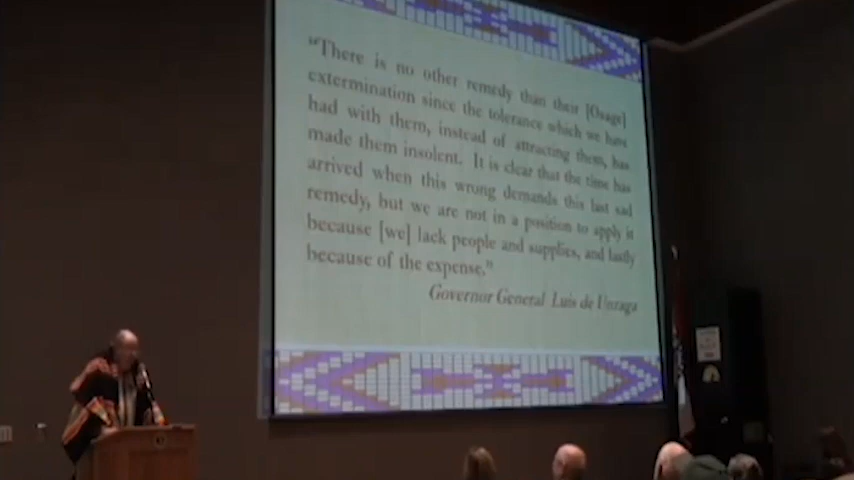 “There is no other remedy than their [Osage]
extermination since the tolerance which we have
had with them, instead of attracting them, has
made them insolent. It is clear that the time has
arrived when this wrong demands this last sad
remedy, but we are not in a position to apply it
because [we] lack people and supplies, and lastly
because of the expense.”
Governor General Luis de Unzaga